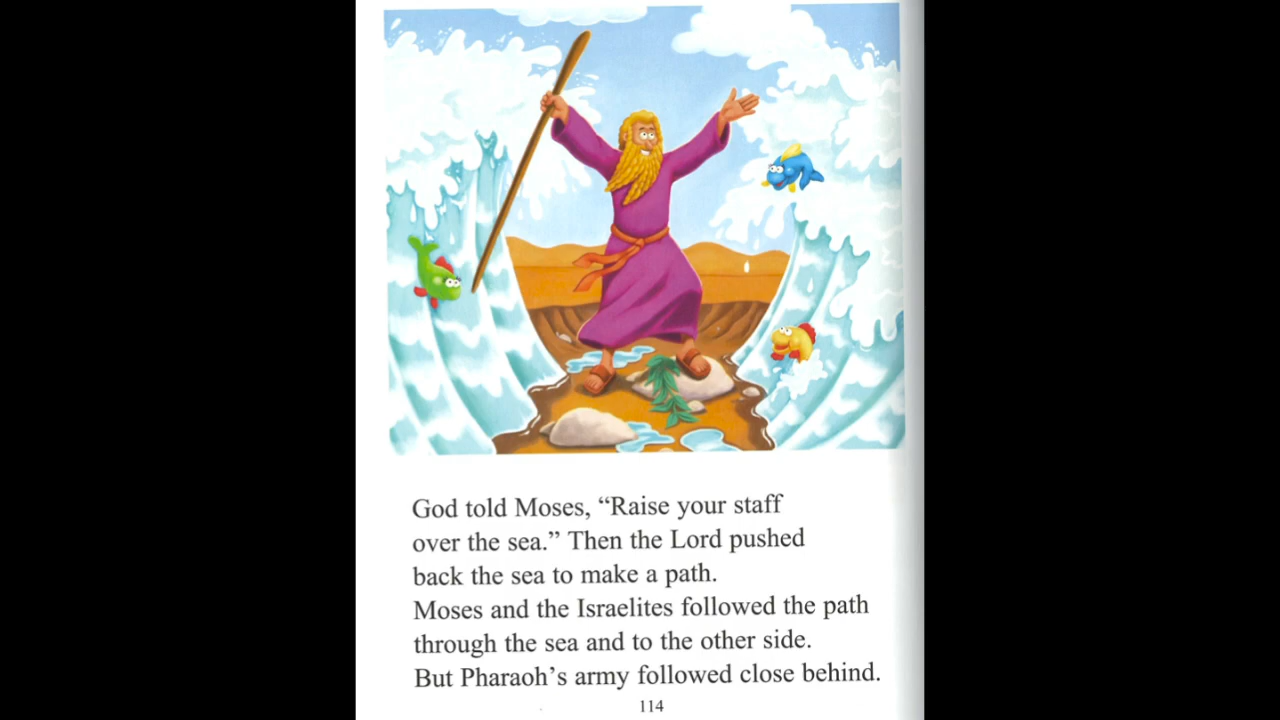 God told Moses, “Raise your staff
over the sea.” Then the Lord pushed
back the sea to make a path.
Moses and the Israelites followed the path
through the sea and to the other side.
But Pharaoh’s army followed close behind.
114